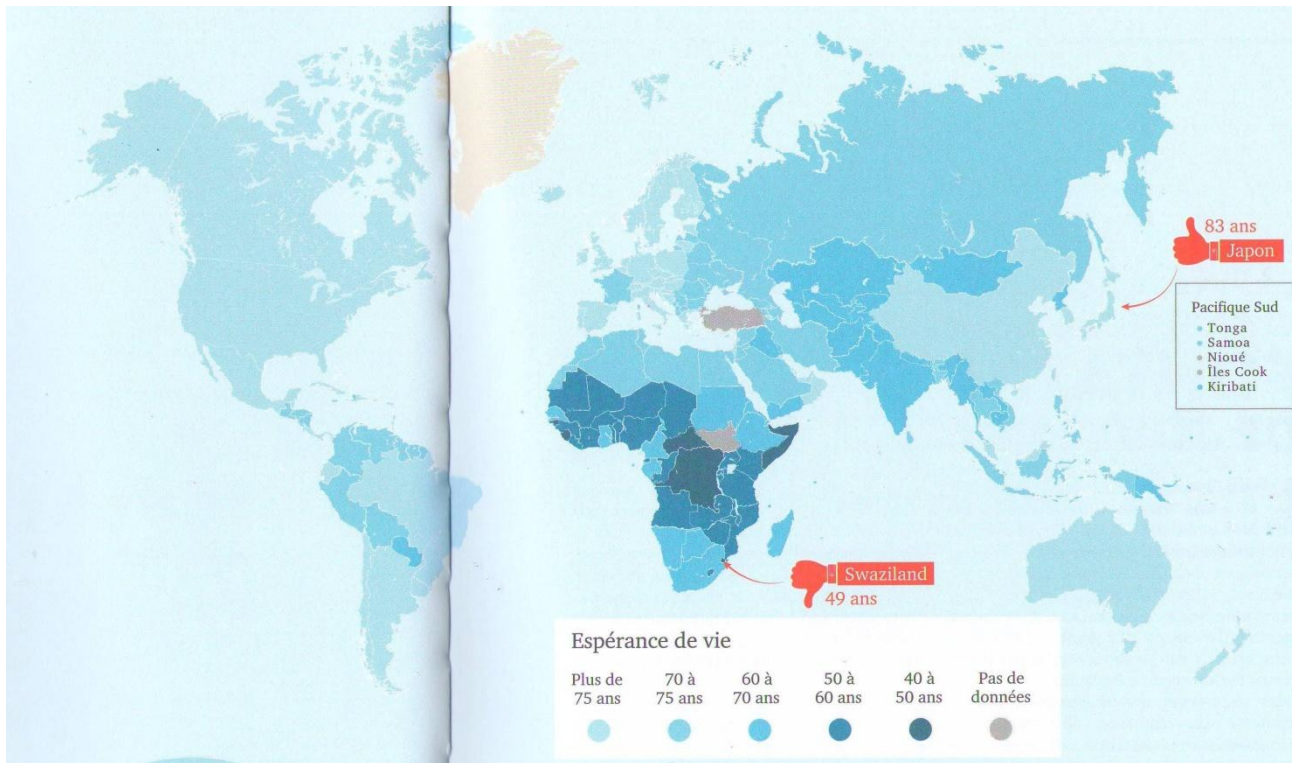 83 ans
Japon
Pacifique Sud
Tonga
Samoa
Nioué
Îles Cook
Kiribati
Swaziland
49 ans
Espérance de vie
Plus de
75 ans
70 à
75 ans
60 à
70 ans
50 à
60 ans
40 à
50 ans
Pas de
données